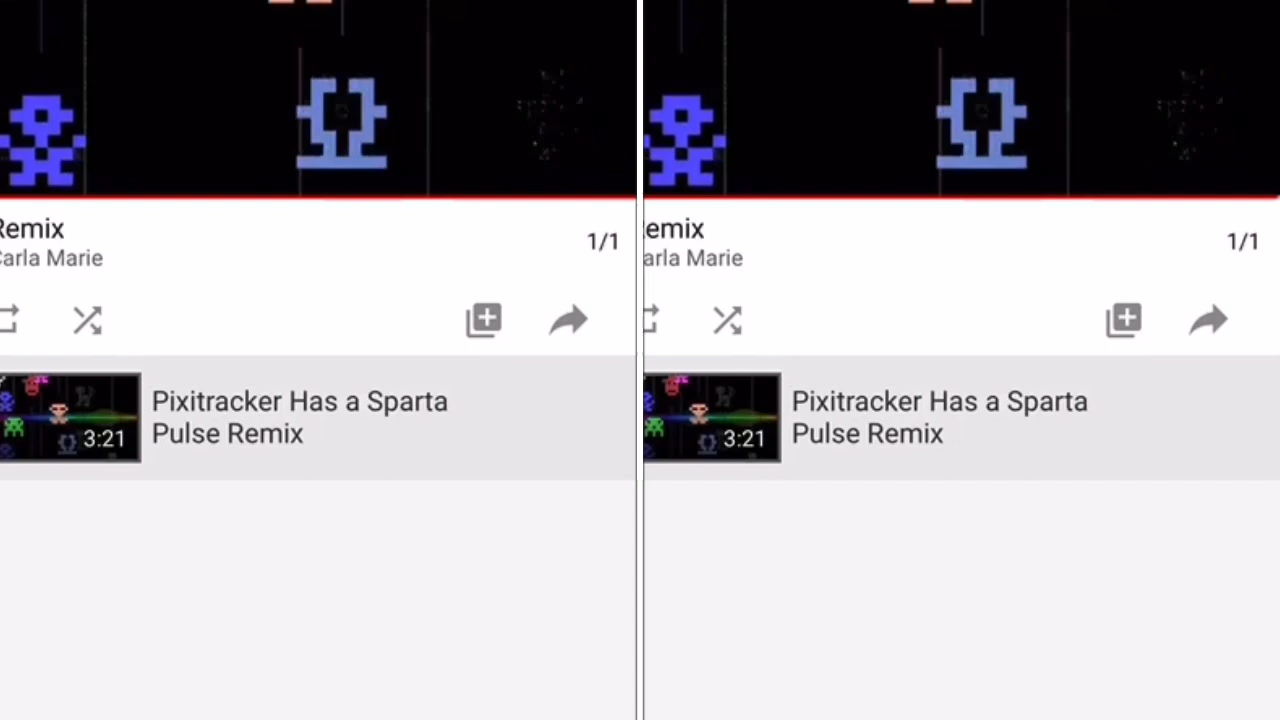 Remix
Carla Marie
1/1
3:21
Pixitracker Has a Sparta
Pulse Remix
emix
arla Marie
1/1
3:21
Pixitracker Has a Sparta
Pulse Remix